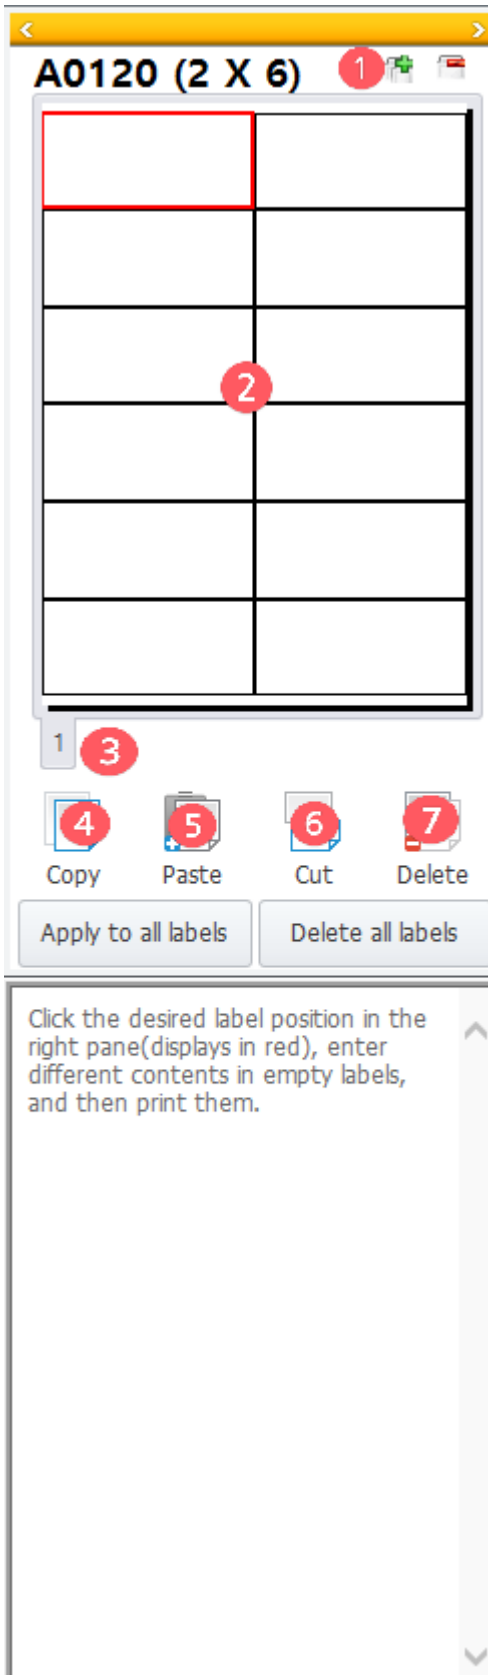 A0120 (2 X 6) 1
2
1 3
4 5 6 7
Copy Paste Cut Delete
Apply to all labels Delete all labels
Click the desired label position in the
right pane(displays in red), enter
different contents in empty labels,
and then print them.